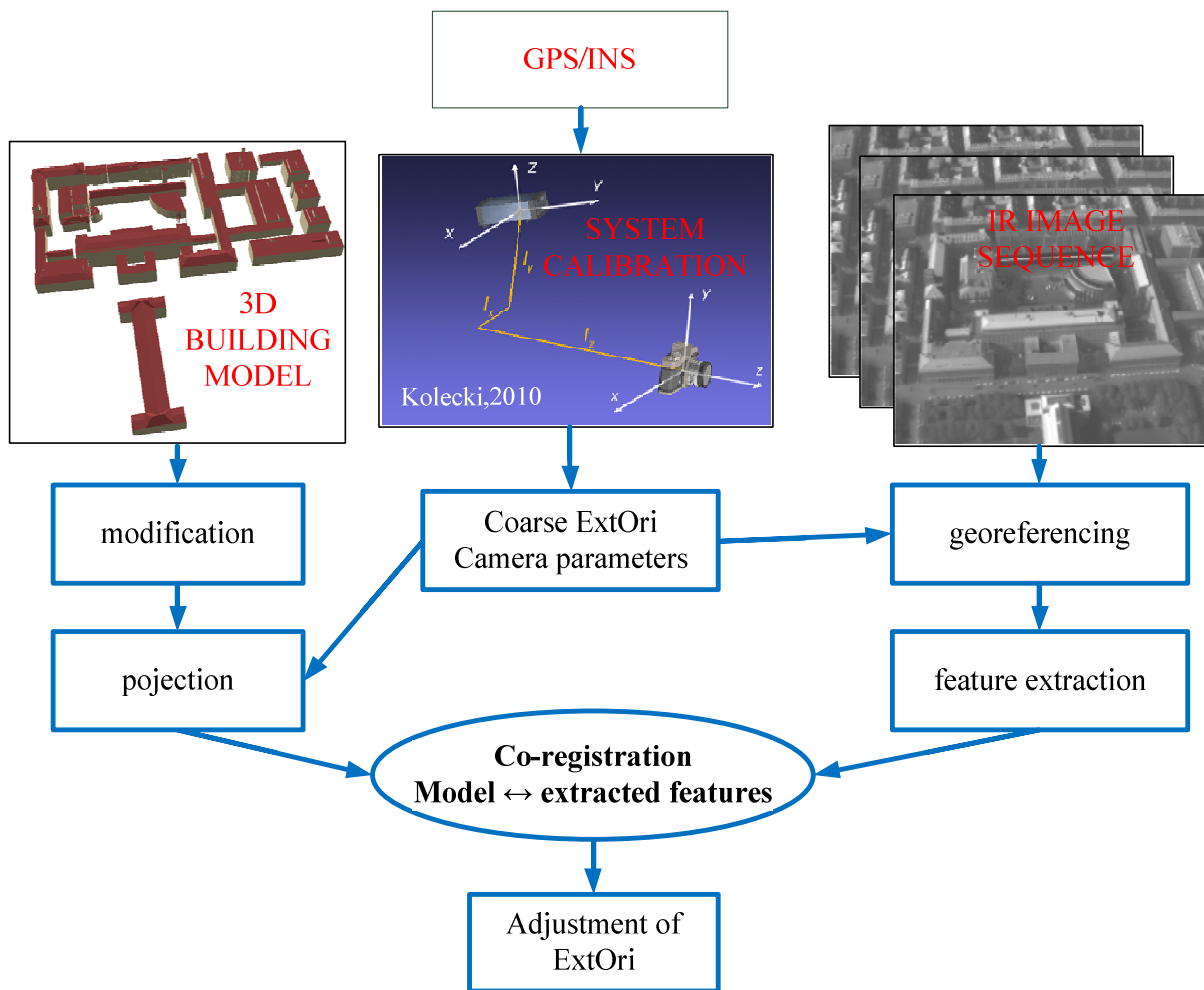 GPS/INS
3D
BUILDING
MODEL
z
y
x
SYSTEM
CALIBRATION
l
y
l
x
l
z
y
z
x
Kolecki,2010
IR IMAGE
SEQUENCE
modification
Coarse ExtOri
Camera parameters
georeferencing
pojection
feature extraction
Co-registration
Model ↔ extracted features
Adjustment of
ExtOri